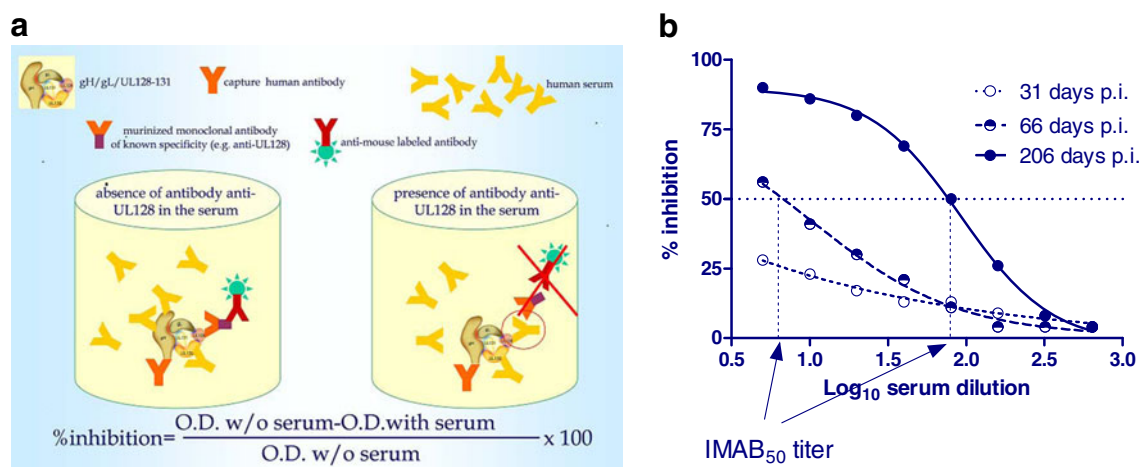 a
gH/gL/UL128-131
capture human antibody
human serum
murinized monoclonal antibody
of known specificity (e.g. anti-UL128)
anti-mouse labeled antibody
absence of antibody anti-
UL128 in the serum
presence of antibody anti-
UL128 in the serum
%inhibition= O.D. w/o serum-O.D.with serum x 100
O.D. w/o serum
b
100
75
50
25
0
% inhibition
31 days p.i.
66 days p.i.
206 days p.i.
0.5 1.0 1.5 2.0 2.5 3.0
Log10 serum dilution
IMAB50 titer